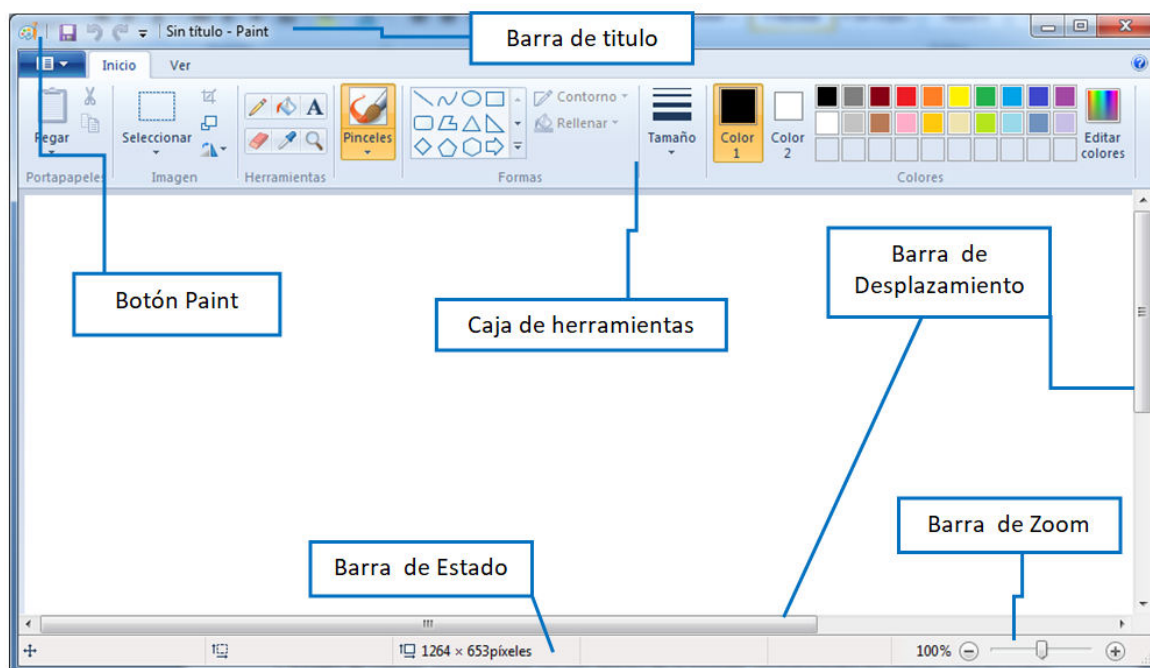 Sin título - Paint
Barra de titulo
Inicio Ver
Pegar
Seleccionar
A
Pinceles
Contorno
Rellenar
Tamaño
Color
1
Color
2
Editar
colores
Portapapeles Imagen Herramientas Formas Colores
Botón Paint
Caja de herramientas
Barra de
Desplazamiento
Barra de Estado
Barra de Zoom
1264 × 653píxeles
100%